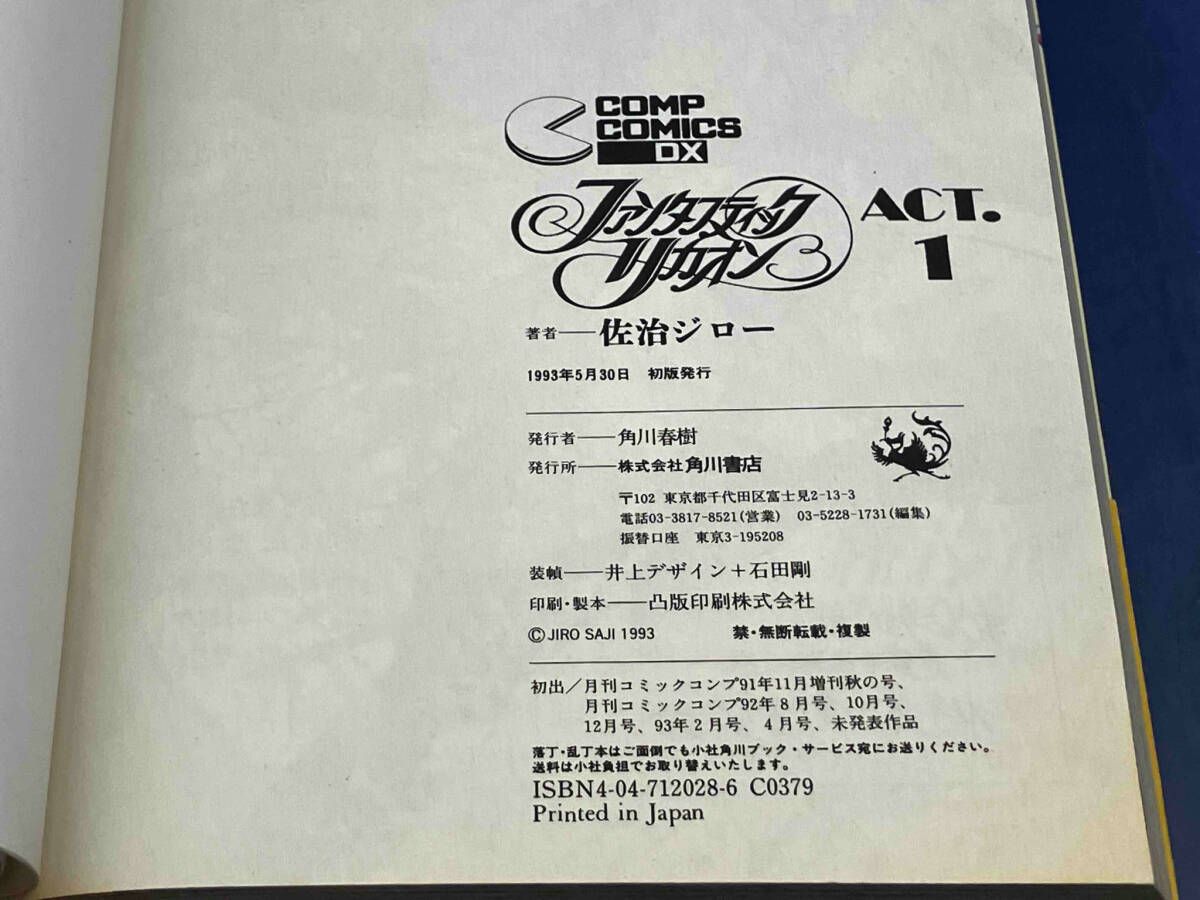 COMP
COMICS
DX
ファンタスティック
リカオン
ACT.
1
著者──佐治ジロー
1993年5月30日　初版発行
発行者──角川春樹
発行所──株式会社角川書店
〒102 東京都千代田区富士見2-13-3
電話03-3817-8521(営業)　03-5228-1731(編集)
振替口座　東京3-195208
装幀──井上デザイン＋石田剛
印刷・製本──凸版印刷株式会社
©JIRO SAJI 1993　禁・無断転載・複製
初出／月刊コミックコンプ91年11月増刊秋の号、
月刊コミックコンプ92年8月号、10月号、
12月号、93年2月号、4月号、未発表作品
落丁・乱丁本はご面倒でも小社角川ブック・サービス宛にお送りください。
送料は小社負担でお取り替えいたします。
ISBN4-04-712028-6 C0379
Printed in Japan